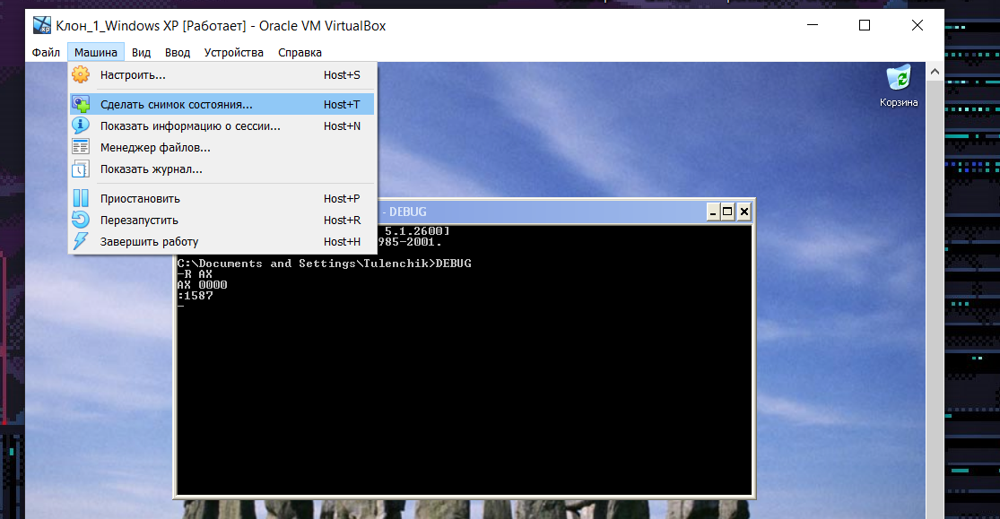 Клон_1_Windows XP [Работает] - Oracle VM VirtualBox
Файл Машина Вид Ввод Устройства Справка
Настроить... Host+S
Сделать снимок состояния... Host+T
Показать информацию о сессии... Host+N
Менеджер файлов...
Показать журнал...
Приостановить Host+P
Перезапустить Host+R
Завершить работу Host+H
Корзина
- DEBUG
5.1.2600]
985-2001.
C:\Documents and Settings\Tulenchik>DEBUG
-R AX
AX 0000
:1587
-